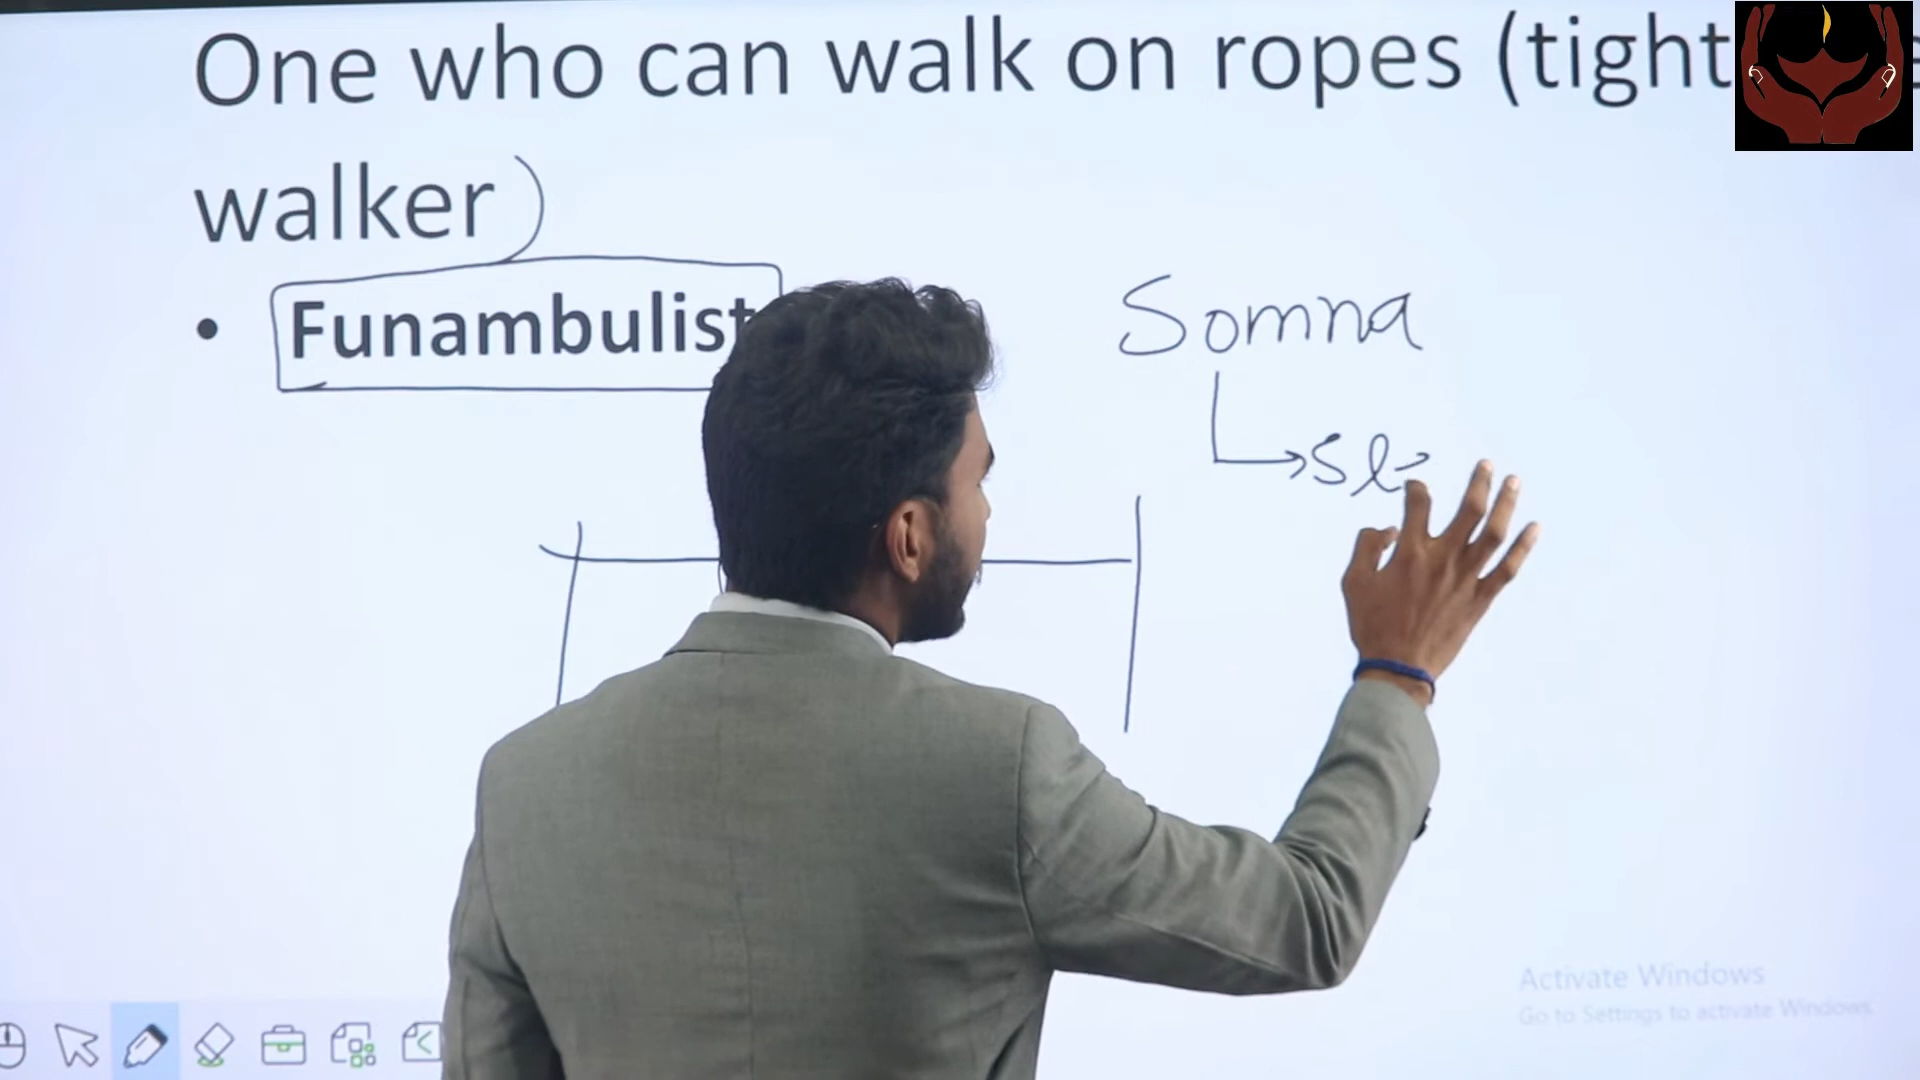 One who can walk on ropes (tight
walker)
• Funambulist
Somna
Activate Windows
Go to Settings to activate Windows.